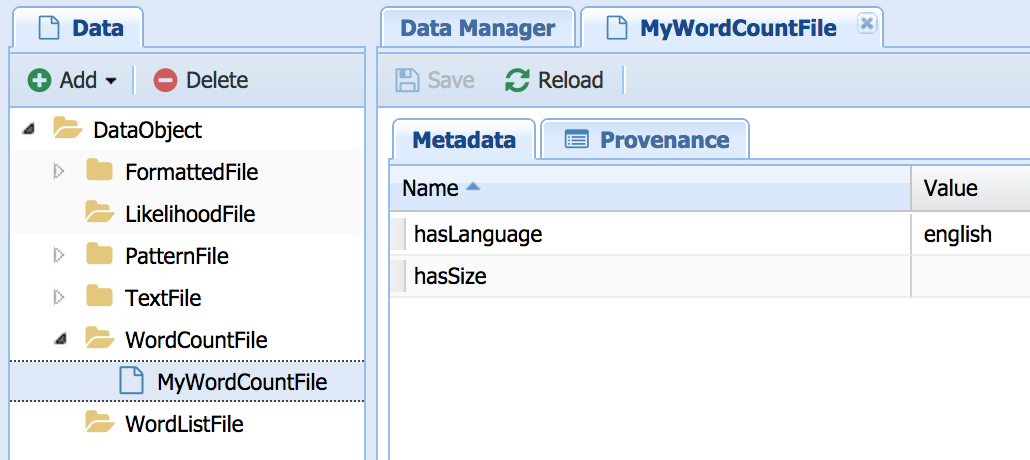 Data
Add Delete
DataObject
FormattedFile
LikelihoodFile
PatternFile
TextFile
WordCountFile
MyWordCountFile
WordListFile
Data Manager MyWordCountFile
Save Reload
Metadata Provenance
Name Value
hasLanguage english
hasSize